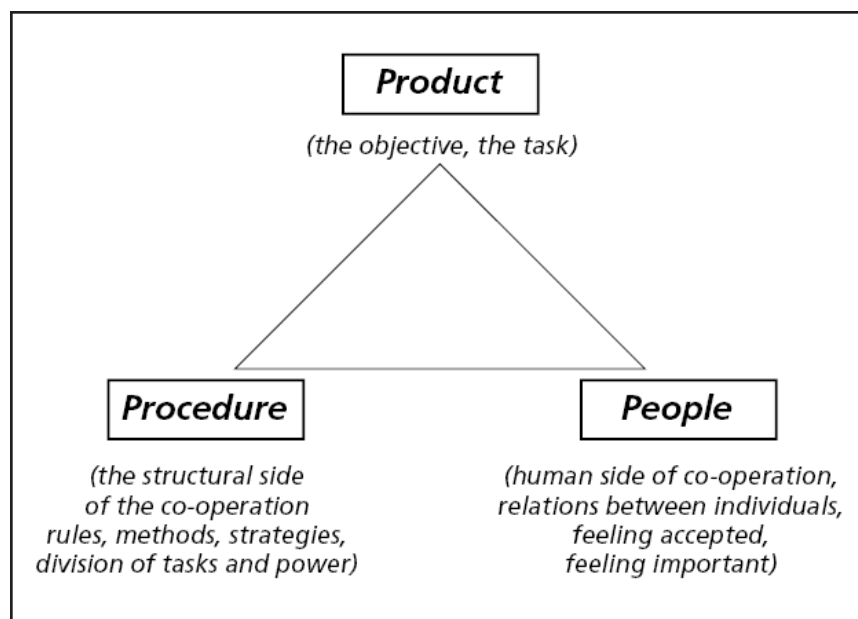 Product
(the objective, the task)
Procedure
(the structural side
of the co-operation
rules, methods, strategies,
division of tasks and power)
People
(human side of co-operation,
relations between individuals,
feeling accepted,
feeling important)